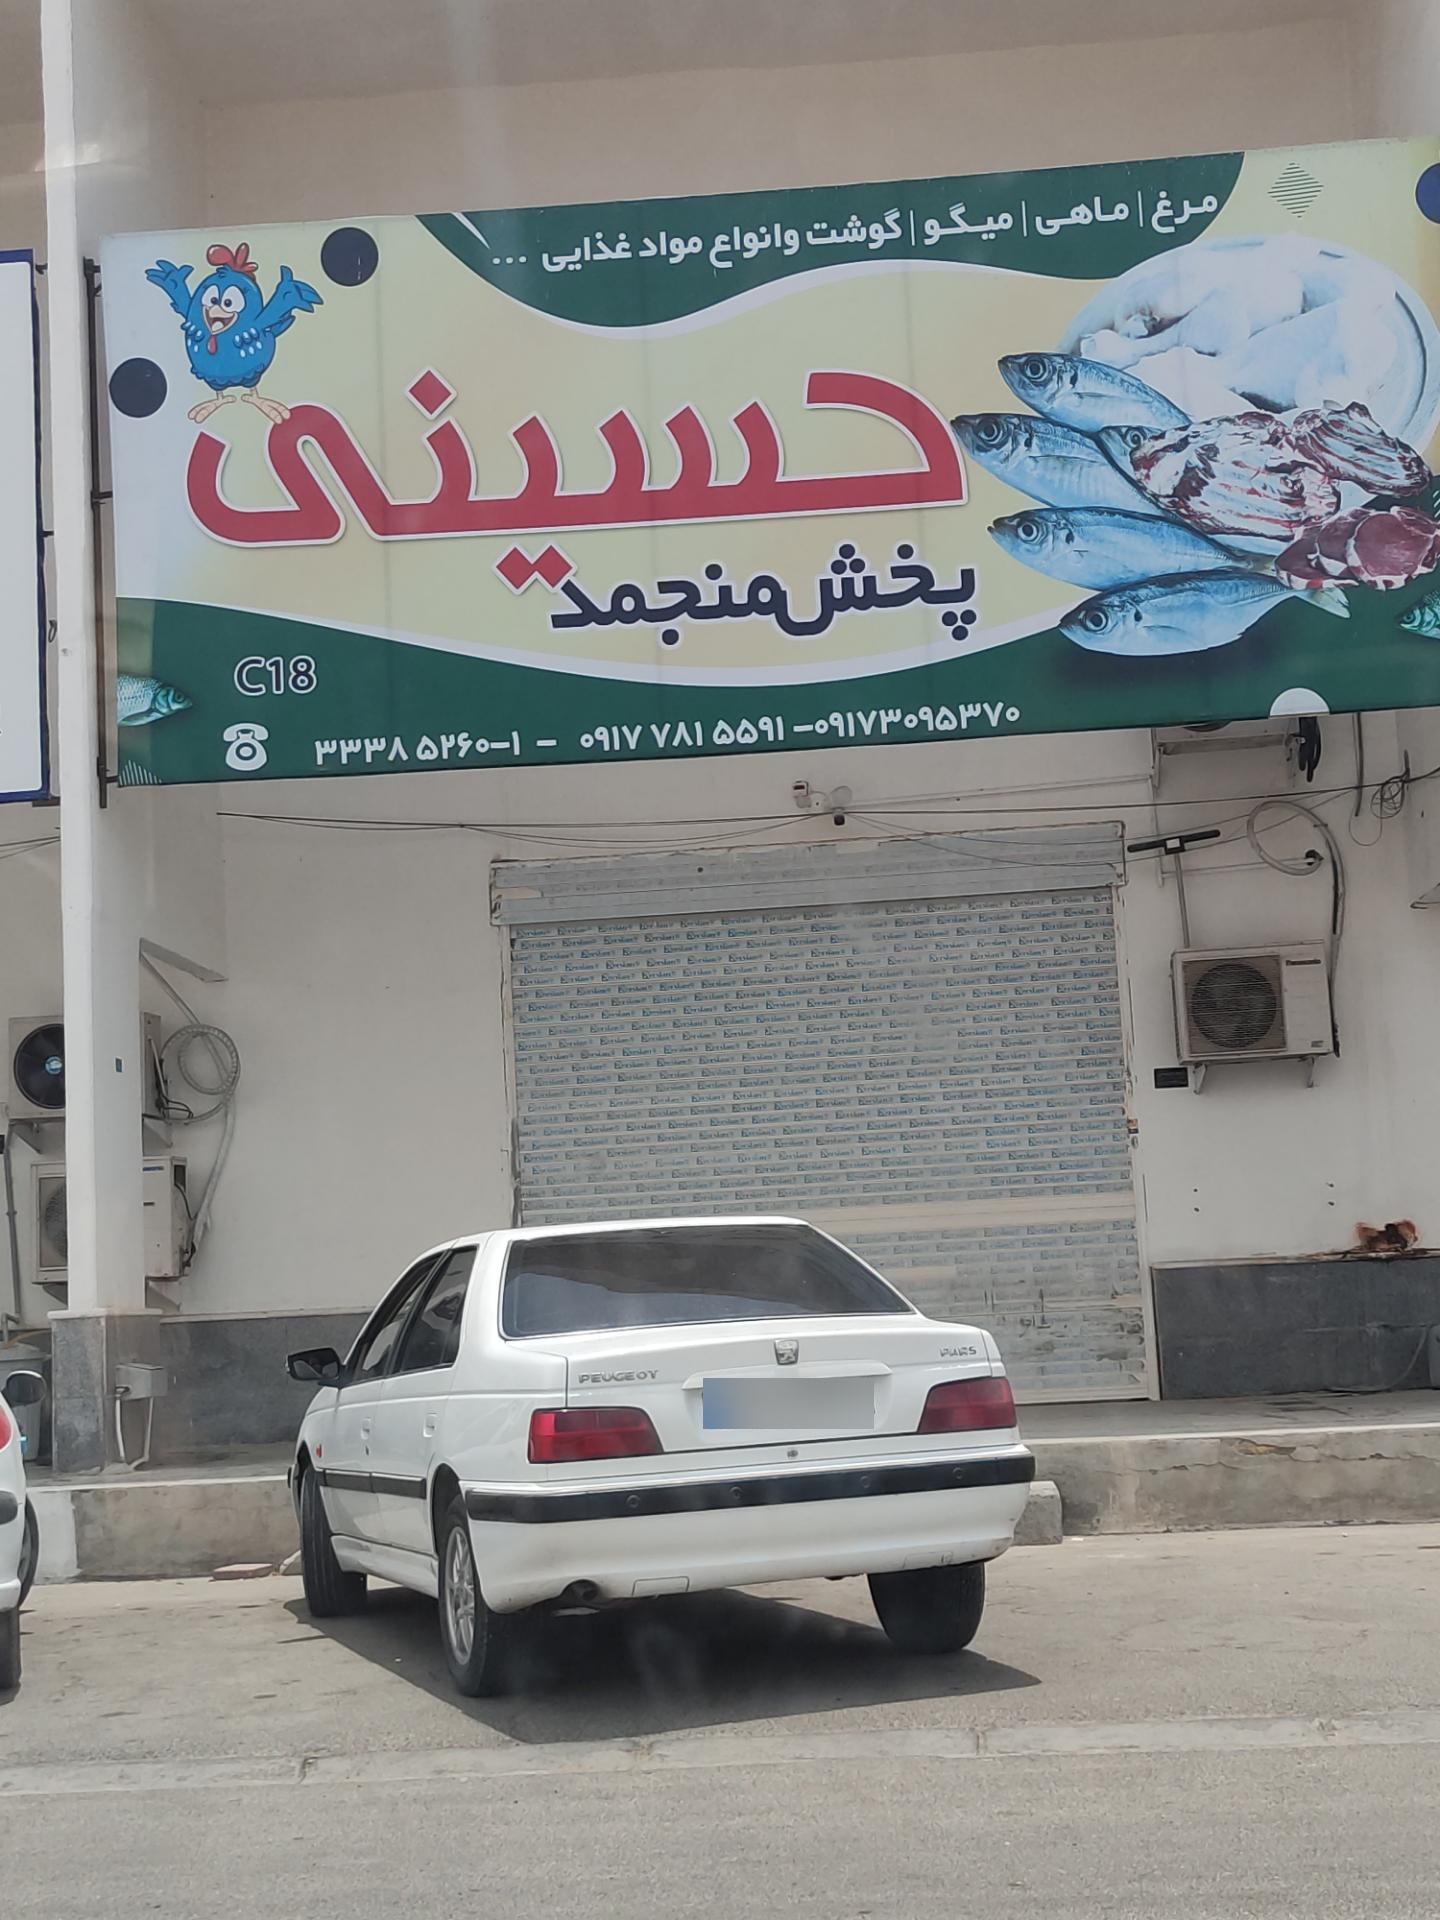 مرغ | ماهی | میگو | گوشت وانواع مواد غذایی ...
حسینی
پخش منجمد
C18
۳۳۳۸ ۵۲۶۰-۱ - ۰۹۱۷ ۷۸۱ ۵۵۹۱ -۰۹۱۷۳۰۹۵۳۷۰
Panasonic
PEUGEOT
PARS